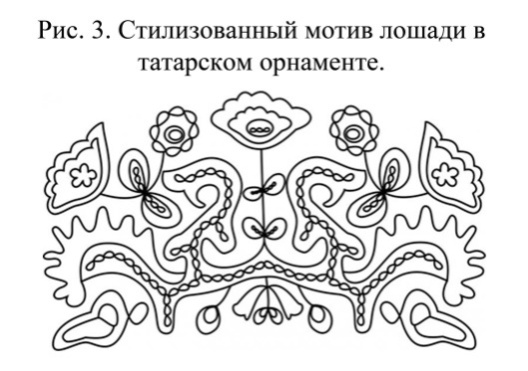 Рис. 3. Стилизованный мотив лошади в
татарском орнаменте.